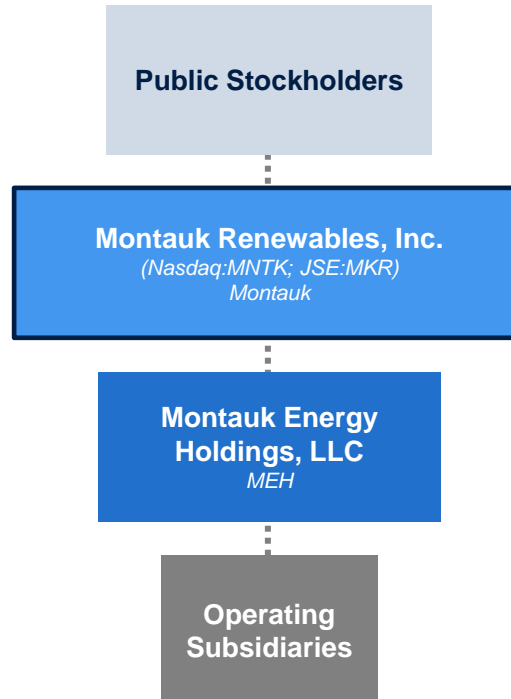 Public Stockholders
Montauk Renewables, Inc.
(Nasdaq:MNTK; JSE:MKR)
Montauk
Montauk Energy
Holdings, LLC
MEH
Operating
Subsidiaries